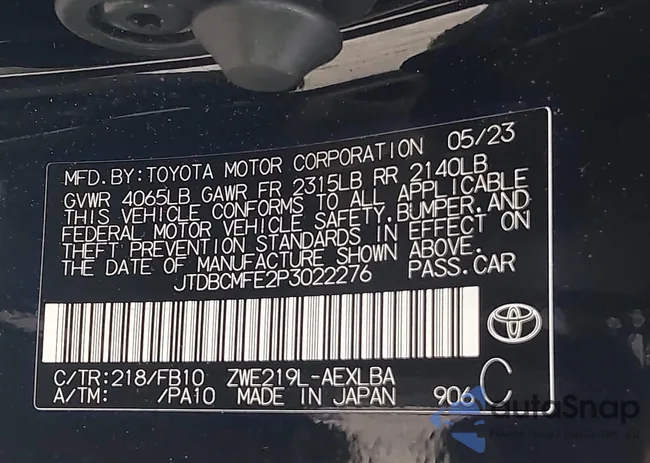 MFD.BY: TOYOTA MOTOR CORPORATION 05/23
GVWR 4065LB GAWR FR 2315LB RR 2140LB
THIS VEHICLE CONFORMS TO ALL APPLICABLE
FEDERAL MOTOR VEHICLE SAFETY,BUMPER,AND
THEFT PREVENTION STANDARDS IN EFFECT ON
THE DATE OF MANUFACTURE SHOWN ABOVE.
JTDBCMFE2P3022276 PASS.CAR
C/TR:218/FB10 ZWE219L-AEXLBA
A/TM: /PA10 MADE IN JAPAN 906 C
autoSnap